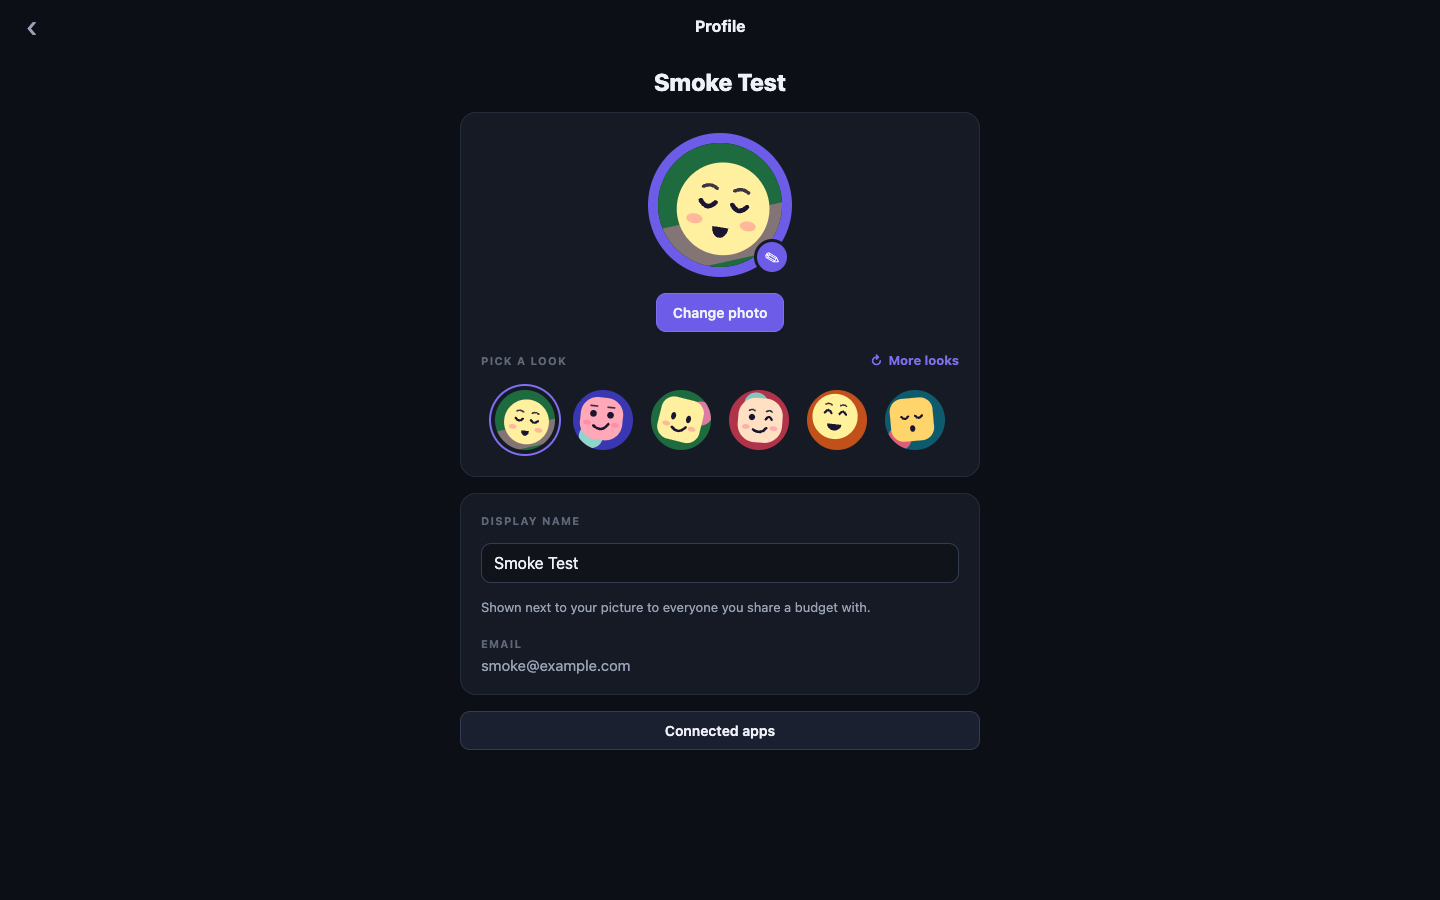 Profile
Smoke Test
Change photo
PICK A LOOK
More looks
DISPLAY NAME
Smoke Test
Shown next to your picture to everyone you share a budget with.
EMAIL
smoke@example.com
Connected apps